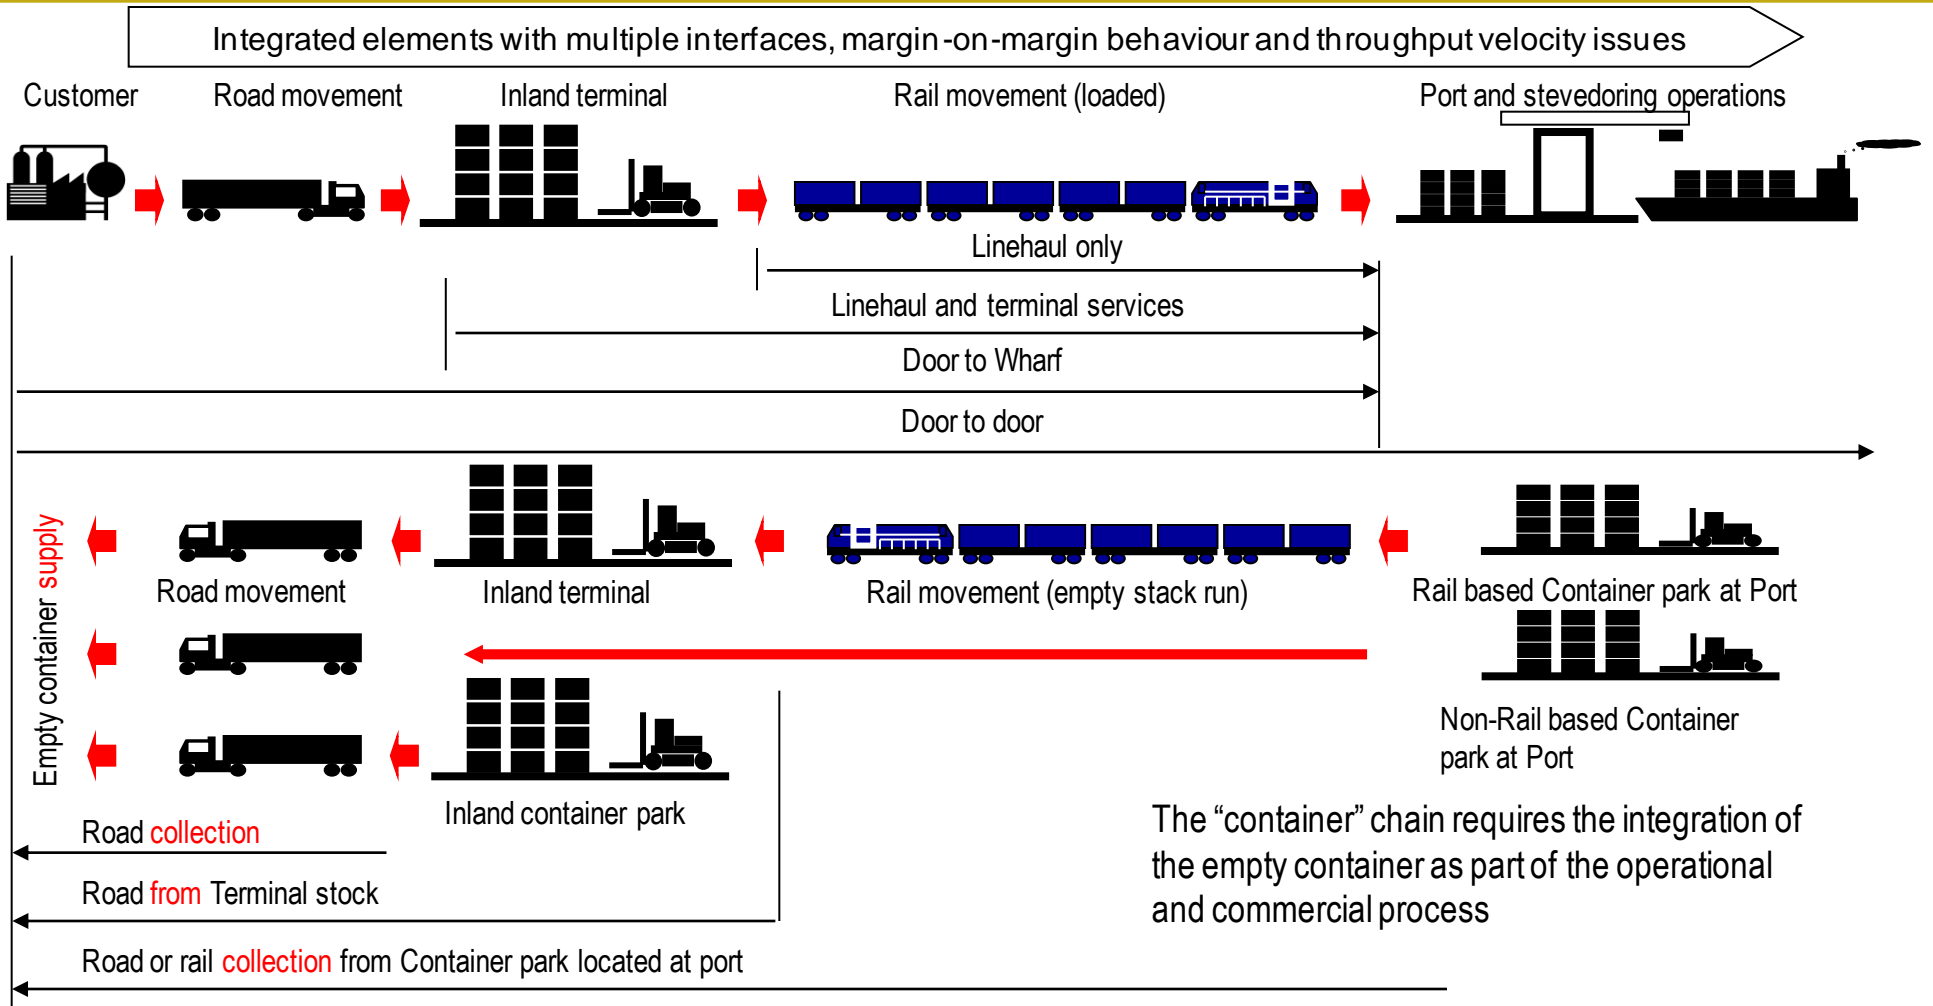 Integrated elements with multiple interfaces, margin-on-margin behaviour and throughput velocity issues
Customer
Road movement
Inland terminal
Rail movement (loaded)
Port and stevedoring operations
Linehaul only
Linehaul and terminal services
Door to Wharf
Door to door
Empty container supply
Road movement
Inland terminal
Rail movement (empty stack run)
Rail based Container park at Port
Non-Rail based Container
park at Port
Inland container park
Road collection
Road from Terminal stock
Road or rail collection from Container park located at port
The “container” chain requires the integration of
the empty container as part of the operational
and commercial process